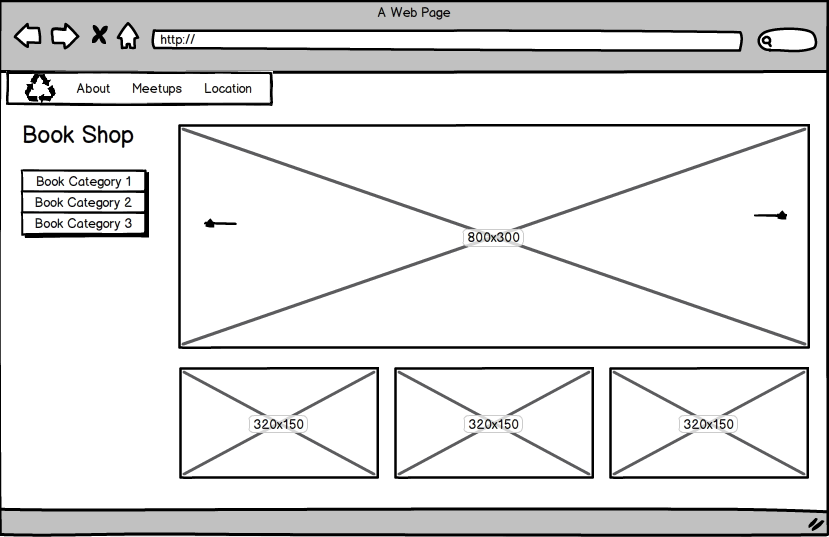 A Web Page
http://
About Meetups Location
Book Shop
Book Category 1
Book Category 2
Book Category 3
800x300
320x150 320x150 320x150